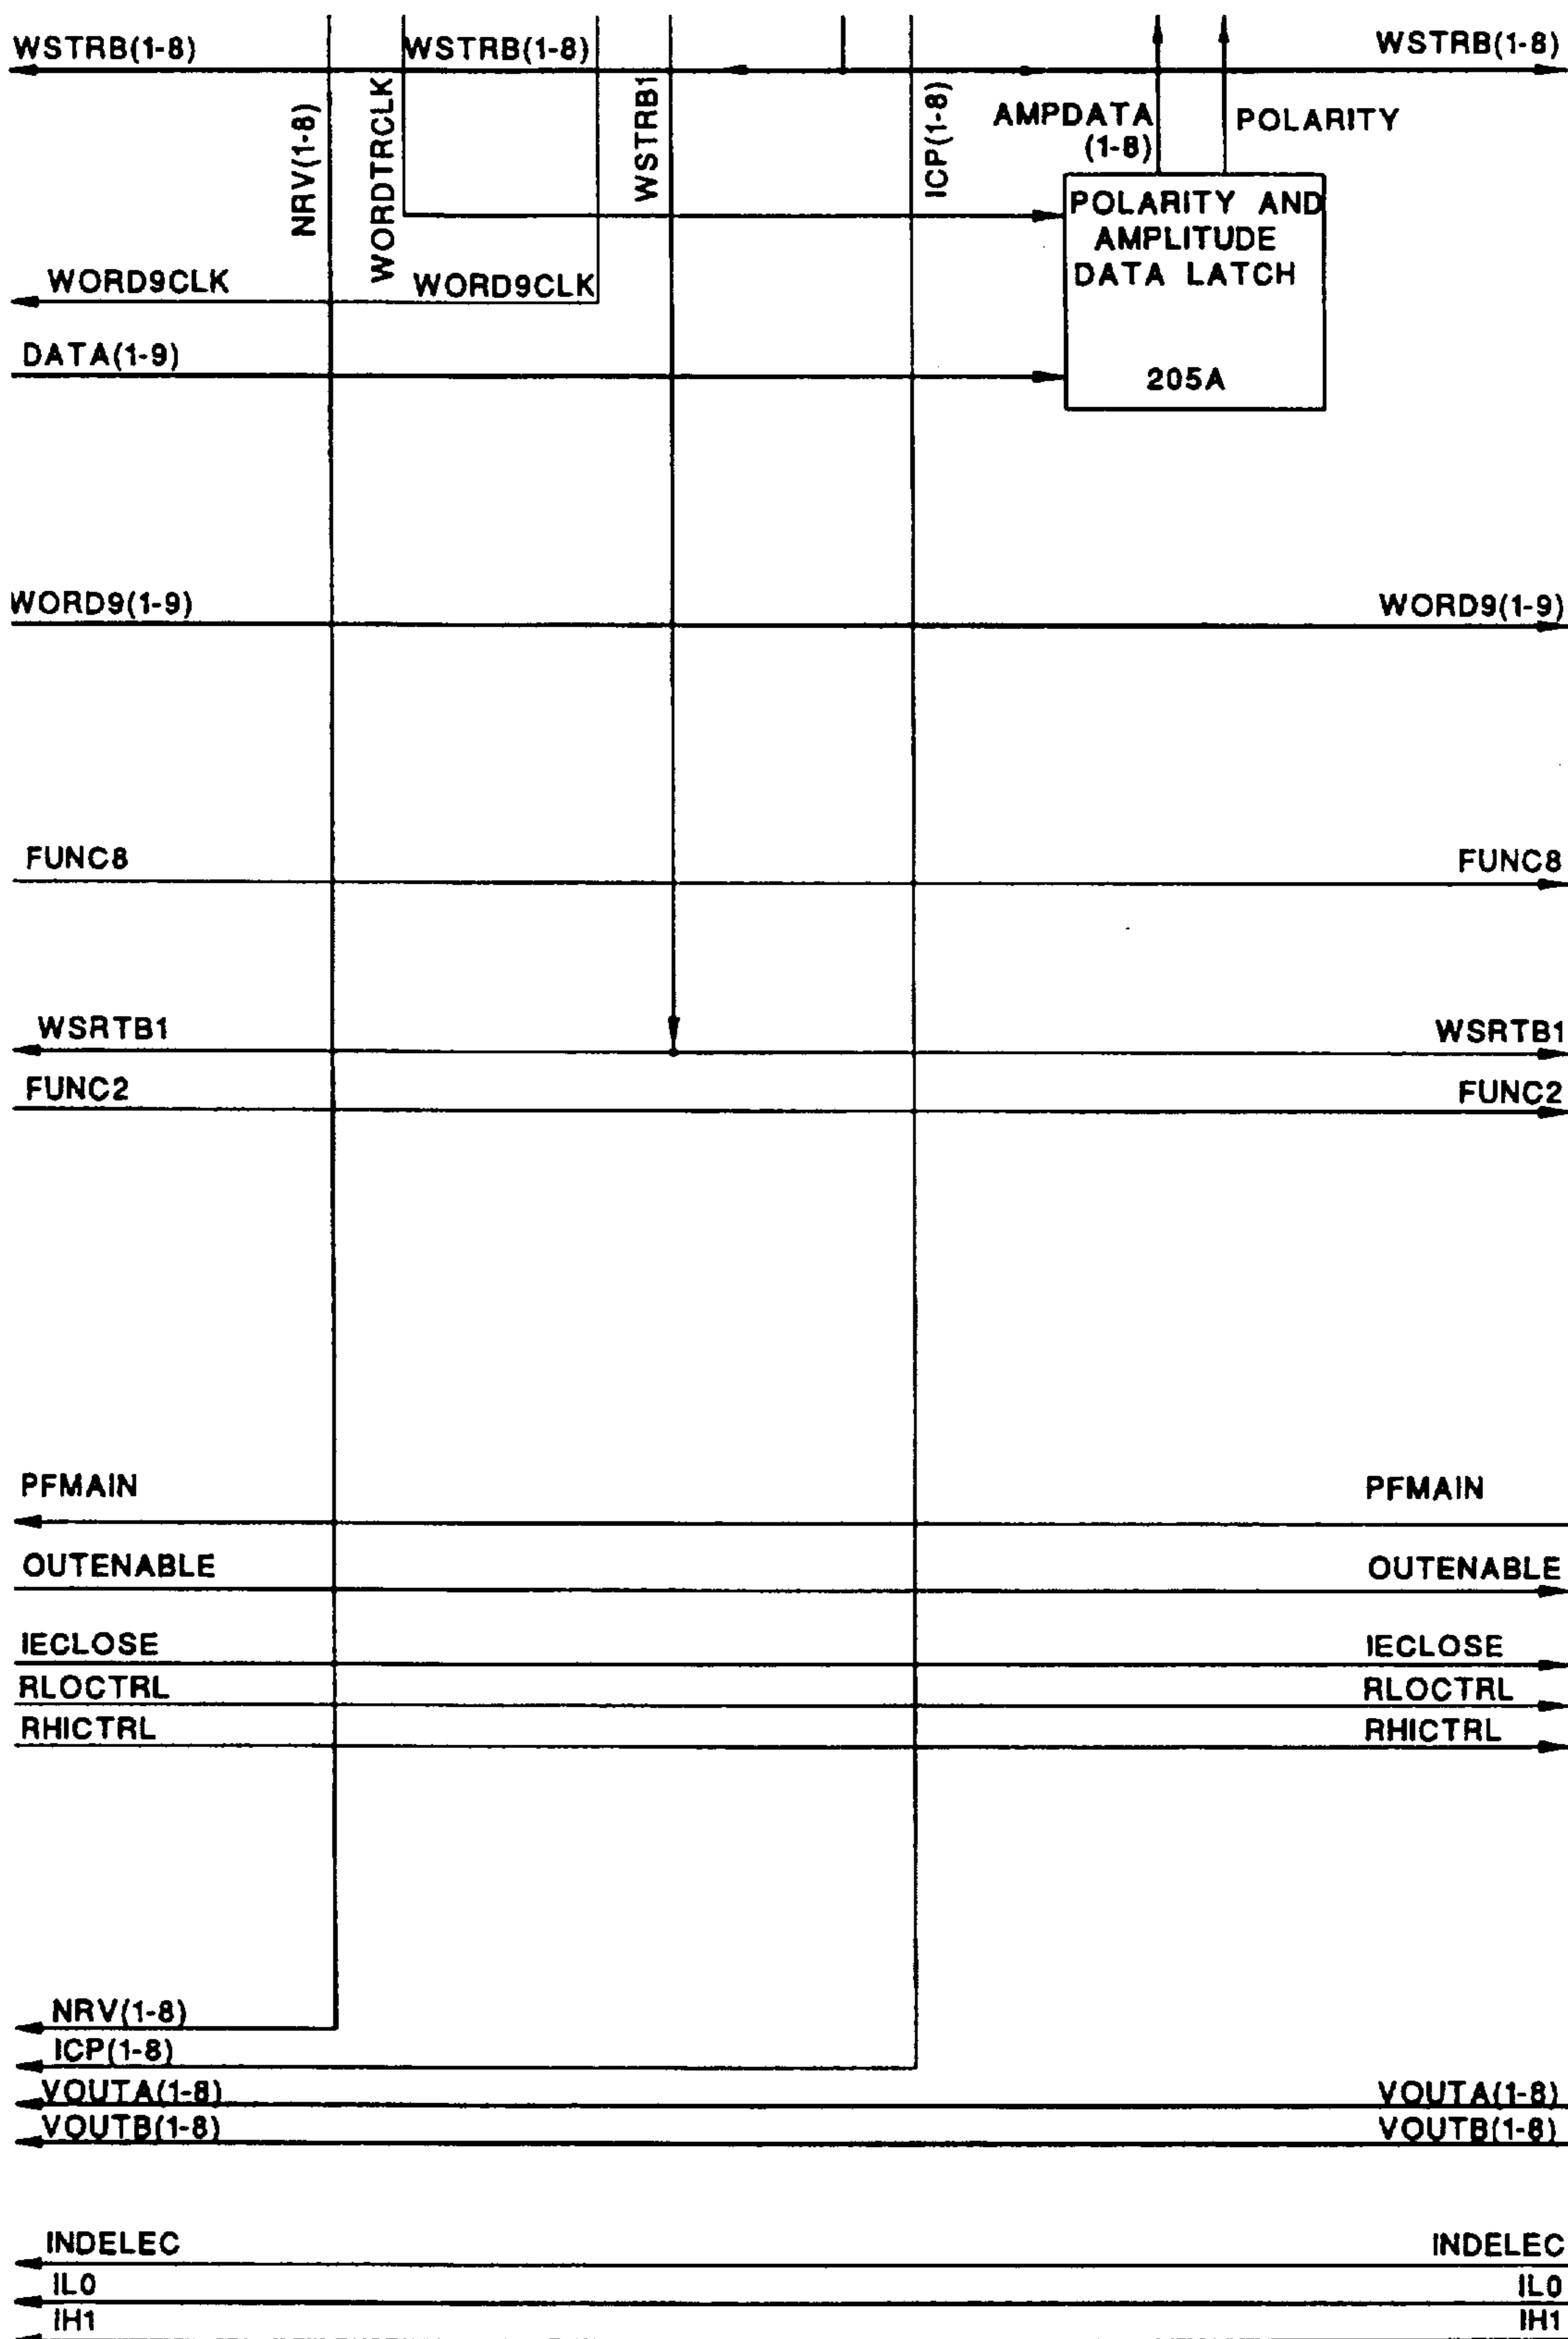 WSTRB(1-8)
WSTRB(1-8)
WSTRB(1-8)
NRV(1-8)
WORDTRCLK
WSTRB1
ICP(1-8)
AMPDATA
(1-8)
POLARITY
POLARITY AND
AMPLITUDE
DATA LATCH
205A
WORD9CLK
WORD9CLK
DATA(1-9)
WORD9(1-9)
WORD9(1-9)
FUNC8
FUNC8
WSRTB1
WSRTB1
FUNC2
FUNC2
PFMAIN
PFMAIN
OUTENABLE
OUTENABLE
IECLOSE
IECLOSE
RLOCTRL
RLOCTRL
RHICTRL
RHICTRL
NRV(1-8)
ICP(1-8)
VOUTA(1-8)
VOUTA(1-8)
VOUTB(1-8)
VOUTB(1-8)
INDELEC
INDELEC
IL0
IL0
IH1
IH1